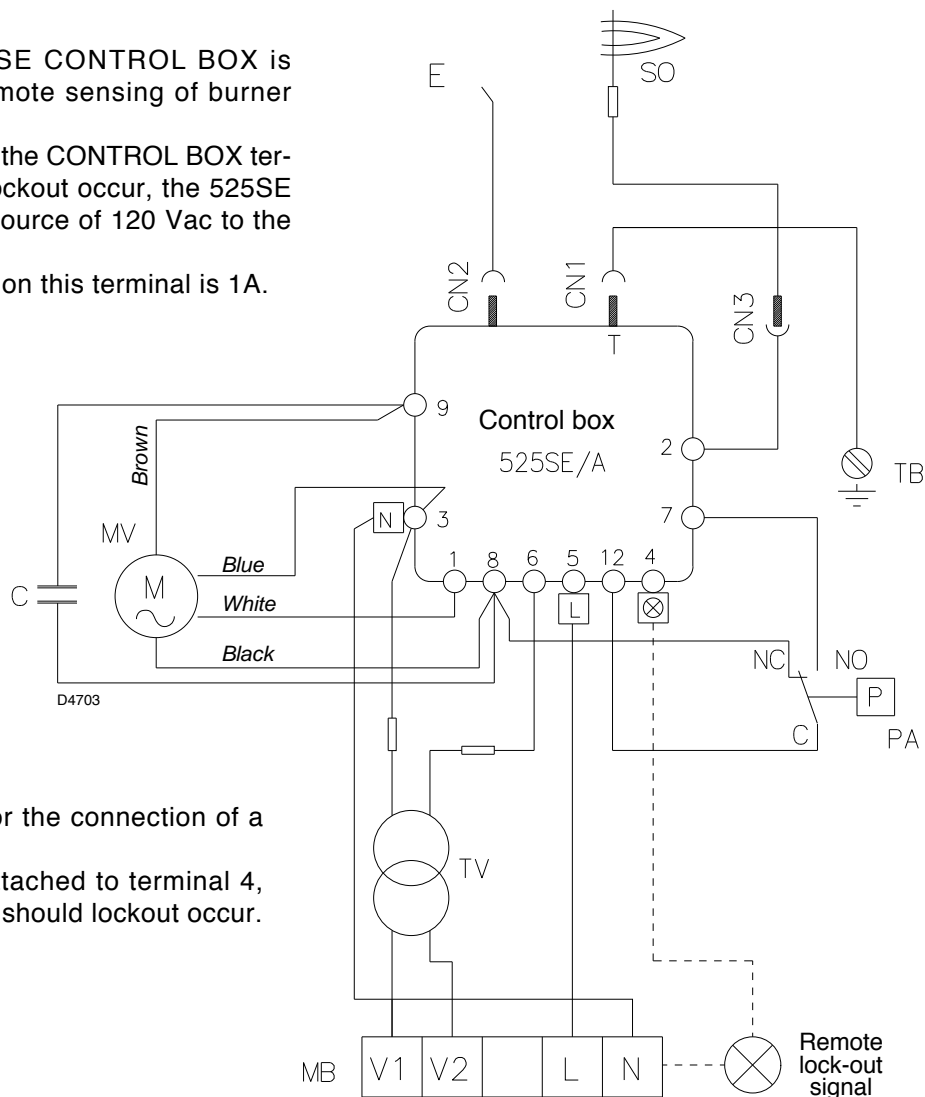 SE CONTROL BOX is
mote sensing of burner
the CONTROL BOX ter-
ockout occur, the 525SE
ource of 120 Vac to the
on this terminal is 1A.
E
SO
CN2
CN1
CN3
T
9
Control box
525SE/A
2
TB
Brown
N
3
7
MV
1
8
6
5
12
4
Blue
M
C
White
L
Black
NC
NO
P
D4703
C
PA
or the connection of a
ttached to terminal 4,
should lockout occur.
TV
MB
V1
V2
L
N
Remote
lock-out
signal